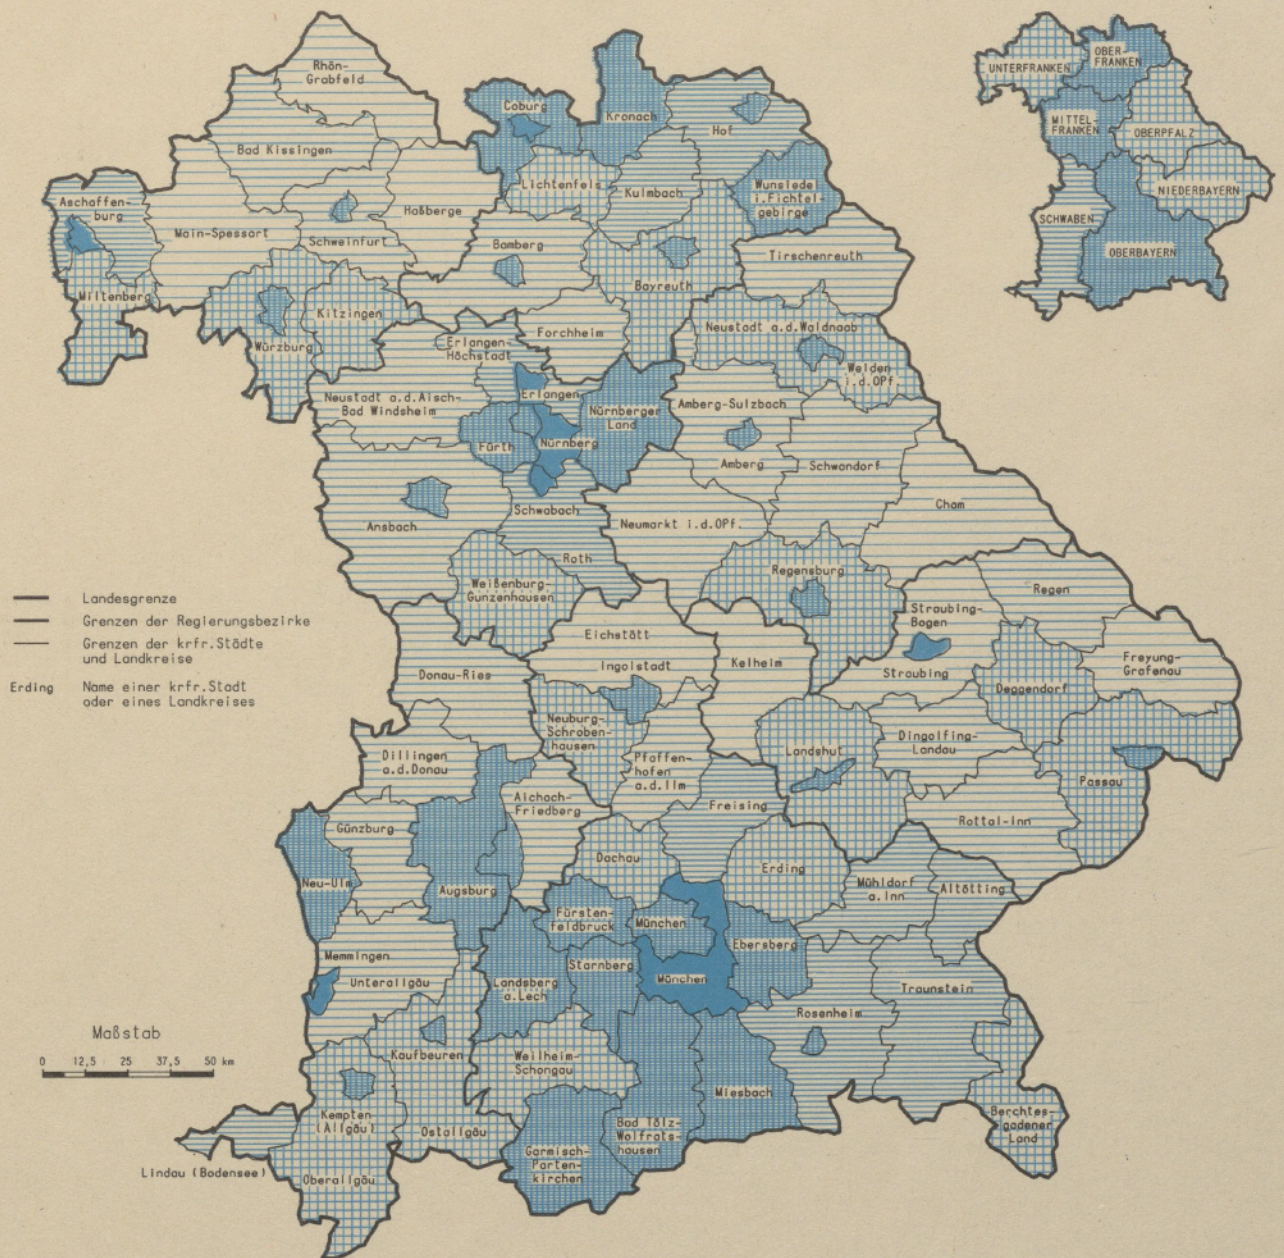 Rhön-
Grabfeld
Coburg
Kronach
Hof
Bad Kissingen
Lichtenfels
Kulmbach
Wunsiedel
i.Fichtel-
gebirge
Aschaffen-
burg
Haßberge
Main-Spessart
Schweinfurt
Bamberg
Tirschenreuth
Miltenberg
Kitzingen
Bayreuth
Würzburg
Forchheim
Erlangen-
Höchstadt
Neustadt a.d.Waldnaab
Weiden
i.d.OPf.
Neustadt a.d.Aisch-
Bad Windsheim
Erlangen
Nürnberger
Land
Amberg-Sulzbach
Fürth
Nürnberg
Amberg
Schwandorf
Ansbach
Schwabach
Neumarkt i.d.OPf.
Cham
Roth
Weißenburg-
Gunzenhausen
Regensburg
Regen
Straubing-
Bogen
Eichstätt
Ingolstadt
Kelheim
Straubing
Freyung-
Grafenau
Donau-Ries
Deggendorf
Neuburg-
Schroben-
hausen
Landshut
Dingolfing-
Landau
Dillingen
a.d.Donau
Pfaffen-
hofen
a.d.Ilm
Passau
Aichach-
Friedberg
Freising
Rottal-Inn
Günzburg
Dachau
Erding
Mühldorf
a.Inn
Altötting
Neu-Ulm
Augsburg
Fürsten-
feldbruck
München
Ebersberg
Memmingen
Unterallgäu
Landsberg
a.Lech
Starnberg
München
Traunstein
Rosenheim
Kaufbeuren
Weilheim-
Schongau
Miesbach
Kempten
(Allgäu)
Ostallgäu
Bad Tölz-
Wolfrats-
hausen
Berchtes-
gadener
Land
Garmisch-
Parten-
kirchen
Lindau (Bodensee)
Oberallgäu
UNTERFRANKEN
OBER-
FRANKEN
MITTEL-
FRANKEN
OBERPFALZ
NIEDERBAYERN
SCHWABEN
OBERBAYERN
Landesgrenze
Grenzen der Regierungsbezirke
Grenzen der krfr.Städte
und Landkreise
Erding Name einer krfr.Stadt
oder eines Landkreises
Maßstab
0 12,5 25 37,5 50 km